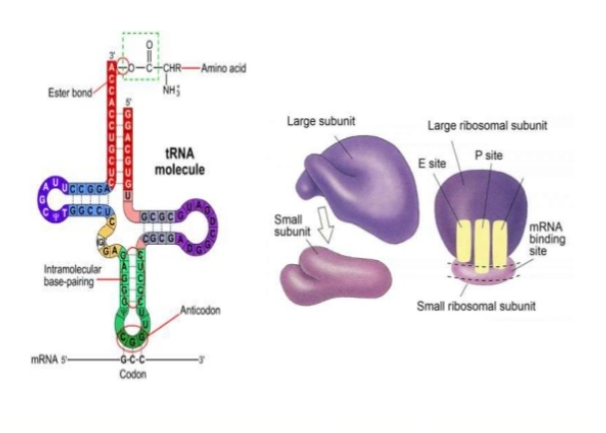 3'
O
O
C
CHR
Amino acid
NH3+
Ester bond
5'
tRNA
molecule
Intramolecular
base-pairing
Anticodon
mRNA 5'
G-C-C
3'
Codon
Large subunit
Small
subunit
Large ribosomal subunit
E site
P site
mRNA
binding
site
Small ribosomal subunit